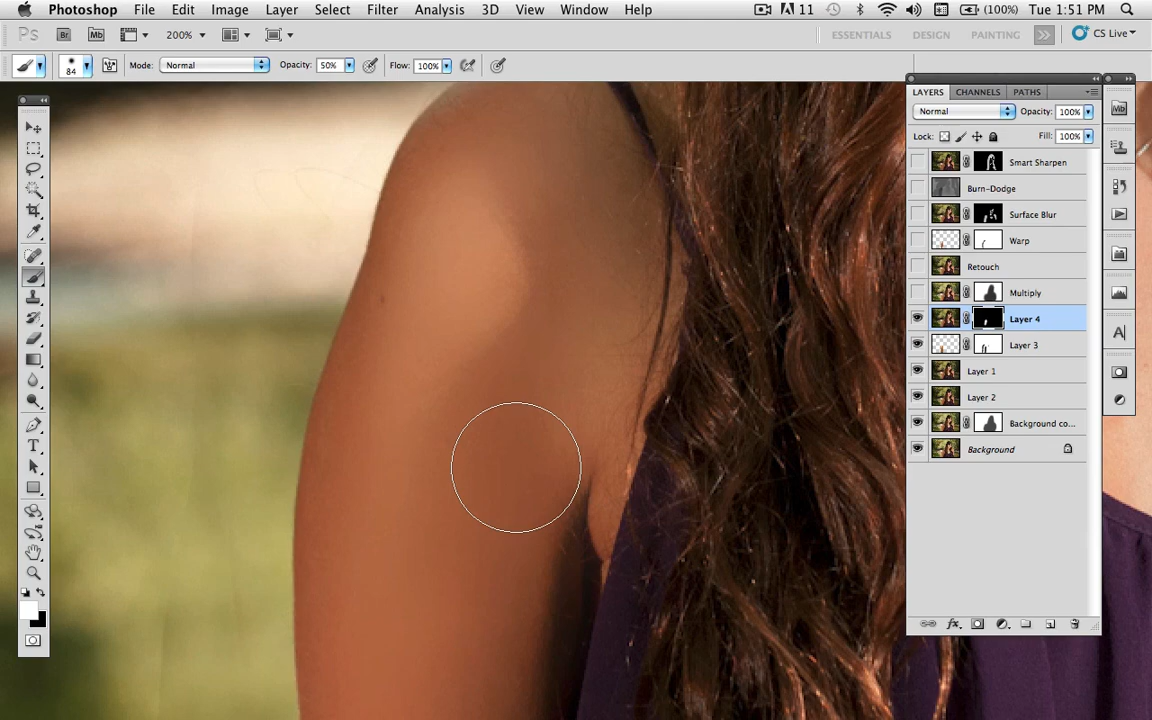 Photoshop File Edit Image Layer Select Filter Analysis 3D View Window Help 11 (100%) Tue 1:51 PM
Ps Br Mb 200% ESSENTIALS DESIGN PAINTING CS Live
84 Mode: Normal Opacity: 50% Flow: 100%
LAYERS CHANNELS PATHS
Normal Opacity: 100%
Lock: Fill: 100%
Smart Sharpen
Burn-Dodge
Surface Blur
Warp
Retouch
Multiply
Layer 4
Layer 3
Layer 1
Layer 2
Background co...
Background